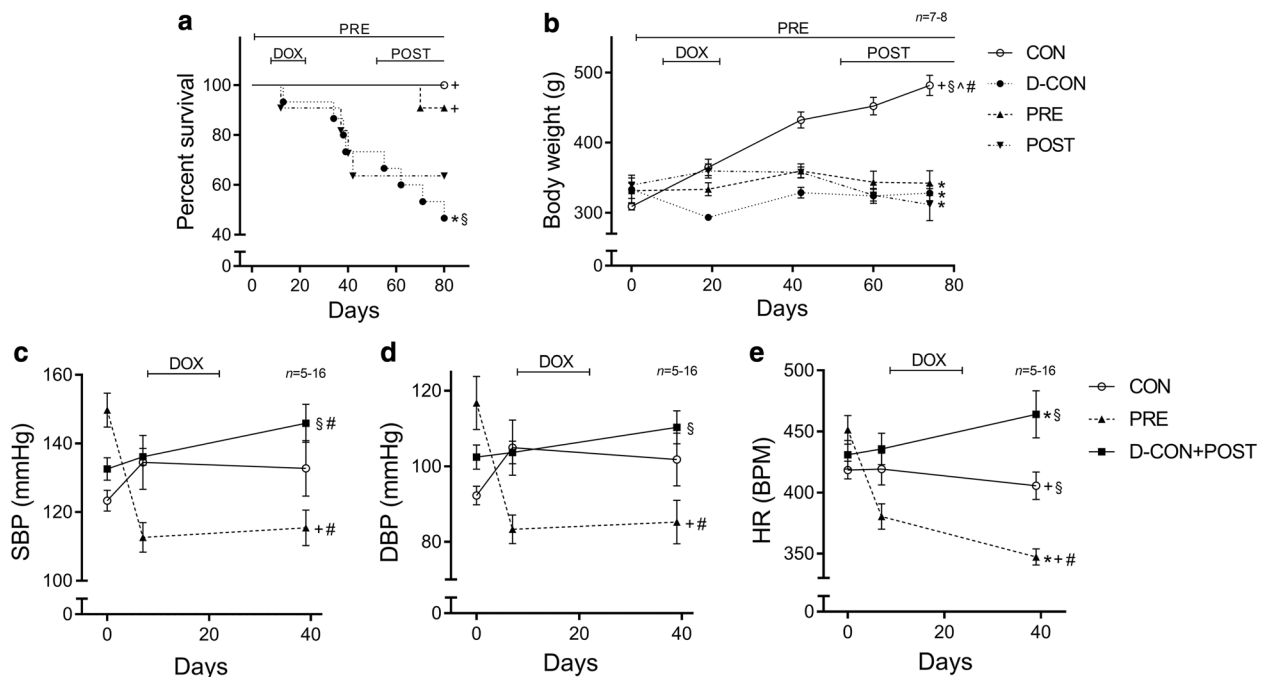 a
PRE
DOX
POST
Percent survival
100
80
60
40
0
+
+
*§
0 20 40 60 80
Days
b
n=7-8
PRE
DOX
POST
Body weight (g)
500
400
300
0
+§^#
*
*
*
0 20 40 60 80
Days
CON
D-CON
PRE
POST
c
DOX
n=5-16
SBP (mmHg)
160
140
120
100
0
§#
+#
0 20 40
Days
d
DOX
n=5-16
DBP (mmHg)
120
100
80
0
§
+#
0 20 40
Days
e
DOX
n=5-16
HR (BPM)
500
450
400
350
0
*§
+§
*+#
0 20 40
Days
CON
PRE
D-CON+POST